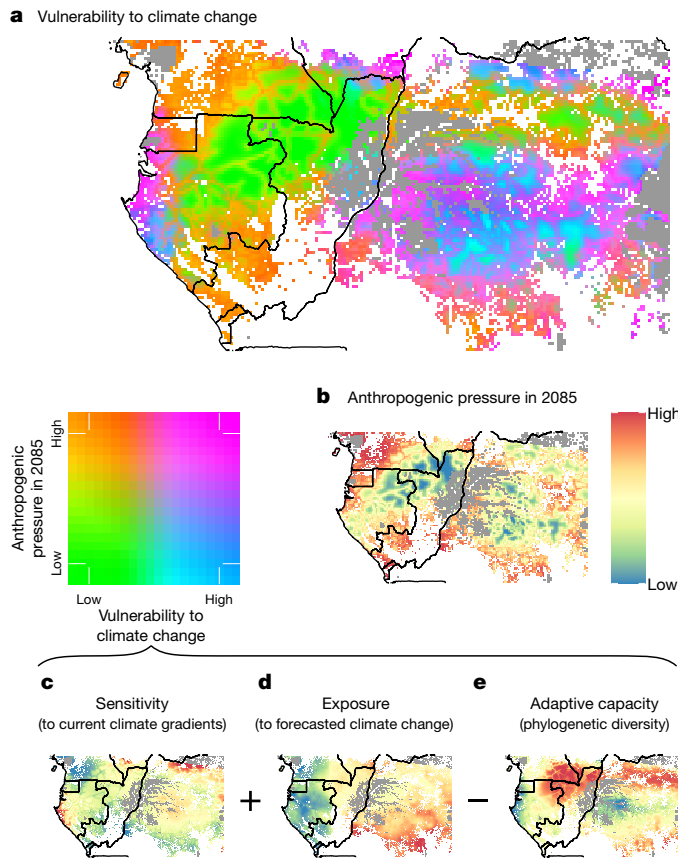 a Vulnerability to climate change
b Anthropogenic pressure in 2085
High
Low
Anthropogenic
pressure in 2085
High
Low
Low
High
Vulnerability to
climate change
c
Sensitivity
(to current climate gradients)
+
d
Exposure
(to forecasted climate change)
−
e
Adaptive capacity
(phylogenetic diversity)